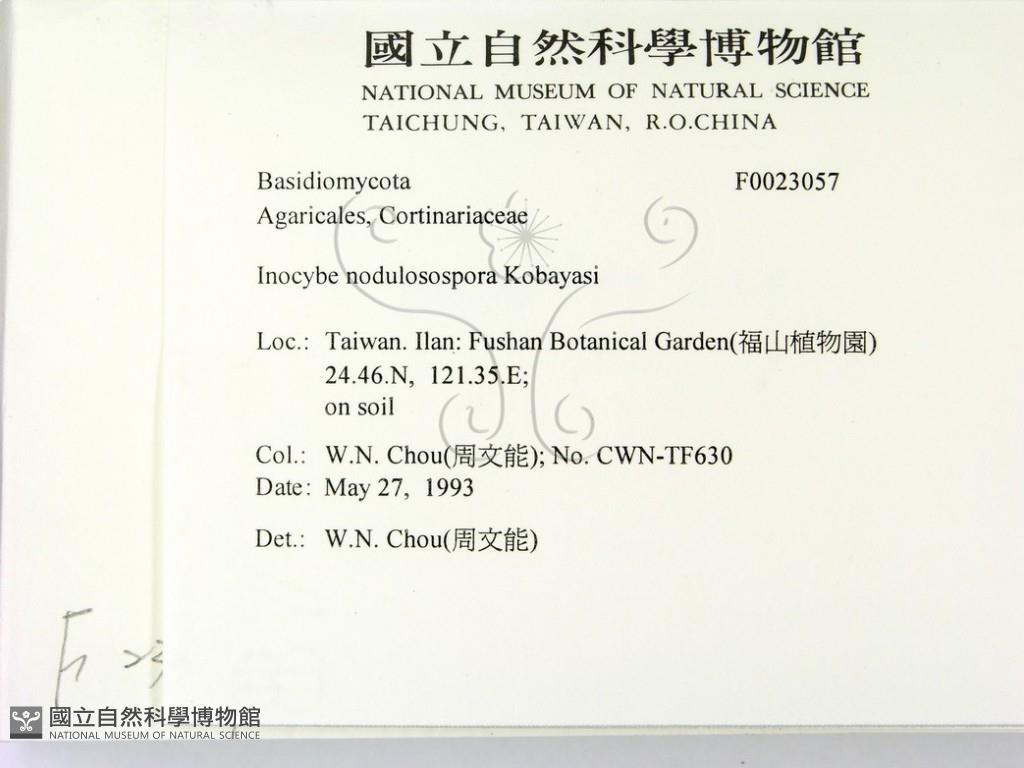 國立自然科學博物館
NATIONAL MUSEUM OF NATURAL SCIENCE
TAICHUNG, TAIWAN, R.O.CHINA
Basidiomycota F0023057
Agaricales, Cortinariaceae
Inocybe nodulosospora Kobayasi
Loc.: Taiwan. Ilan: Fushan Botanical Garden(福山植物園)
24.46.N, 121.35.E;
on soil
Col.: W.N. Chou(周文能); No. CWN-TF630
Date: May 27, 1993
Det.: W.N. Chou(周文能)
國立自然科學博物館
NATIONAL MUSEUM OF NATURAL SCIENCE